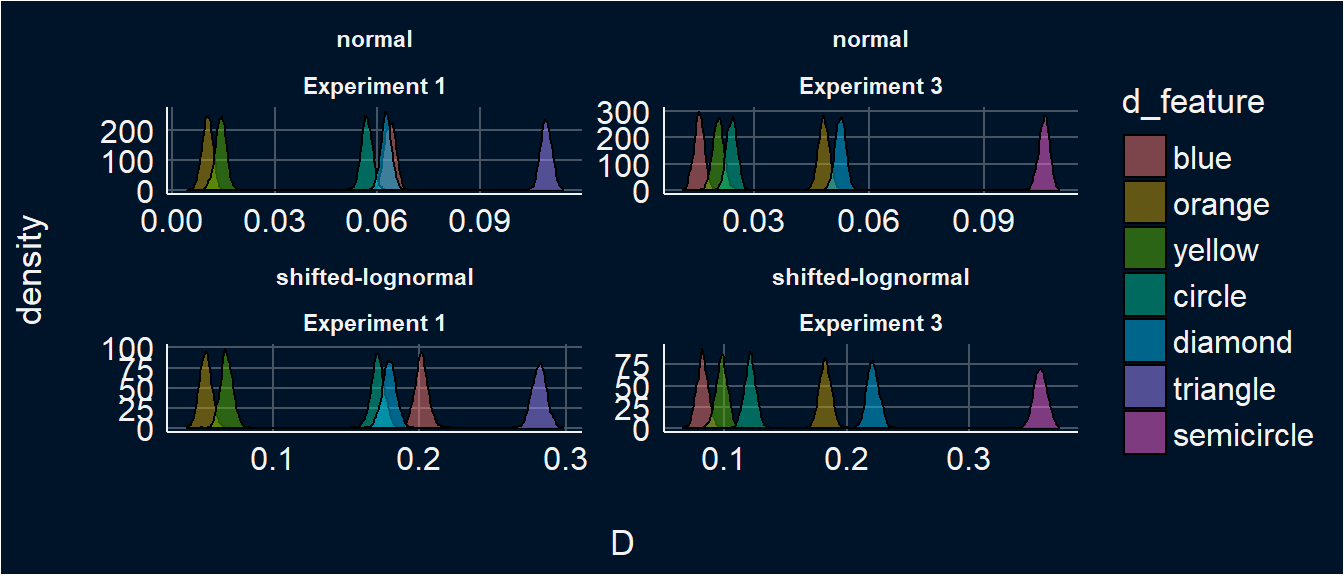 normal
Experiment 1
200
100
0
0.00 0.03 0.06 0.09
normal
Experiment 3
300
200
100
0
0.03 0.06 0.09
shifted-lognormal
Experiment 1
100
75
50
25
0
0.1 0.2 0.3
shifted-lognormal
Experiment 3
75
50
25
0
0.1 0.2 0.3
density
D
d_feature
blue
orange
yellow
circle
diamond
triangle
semicircle